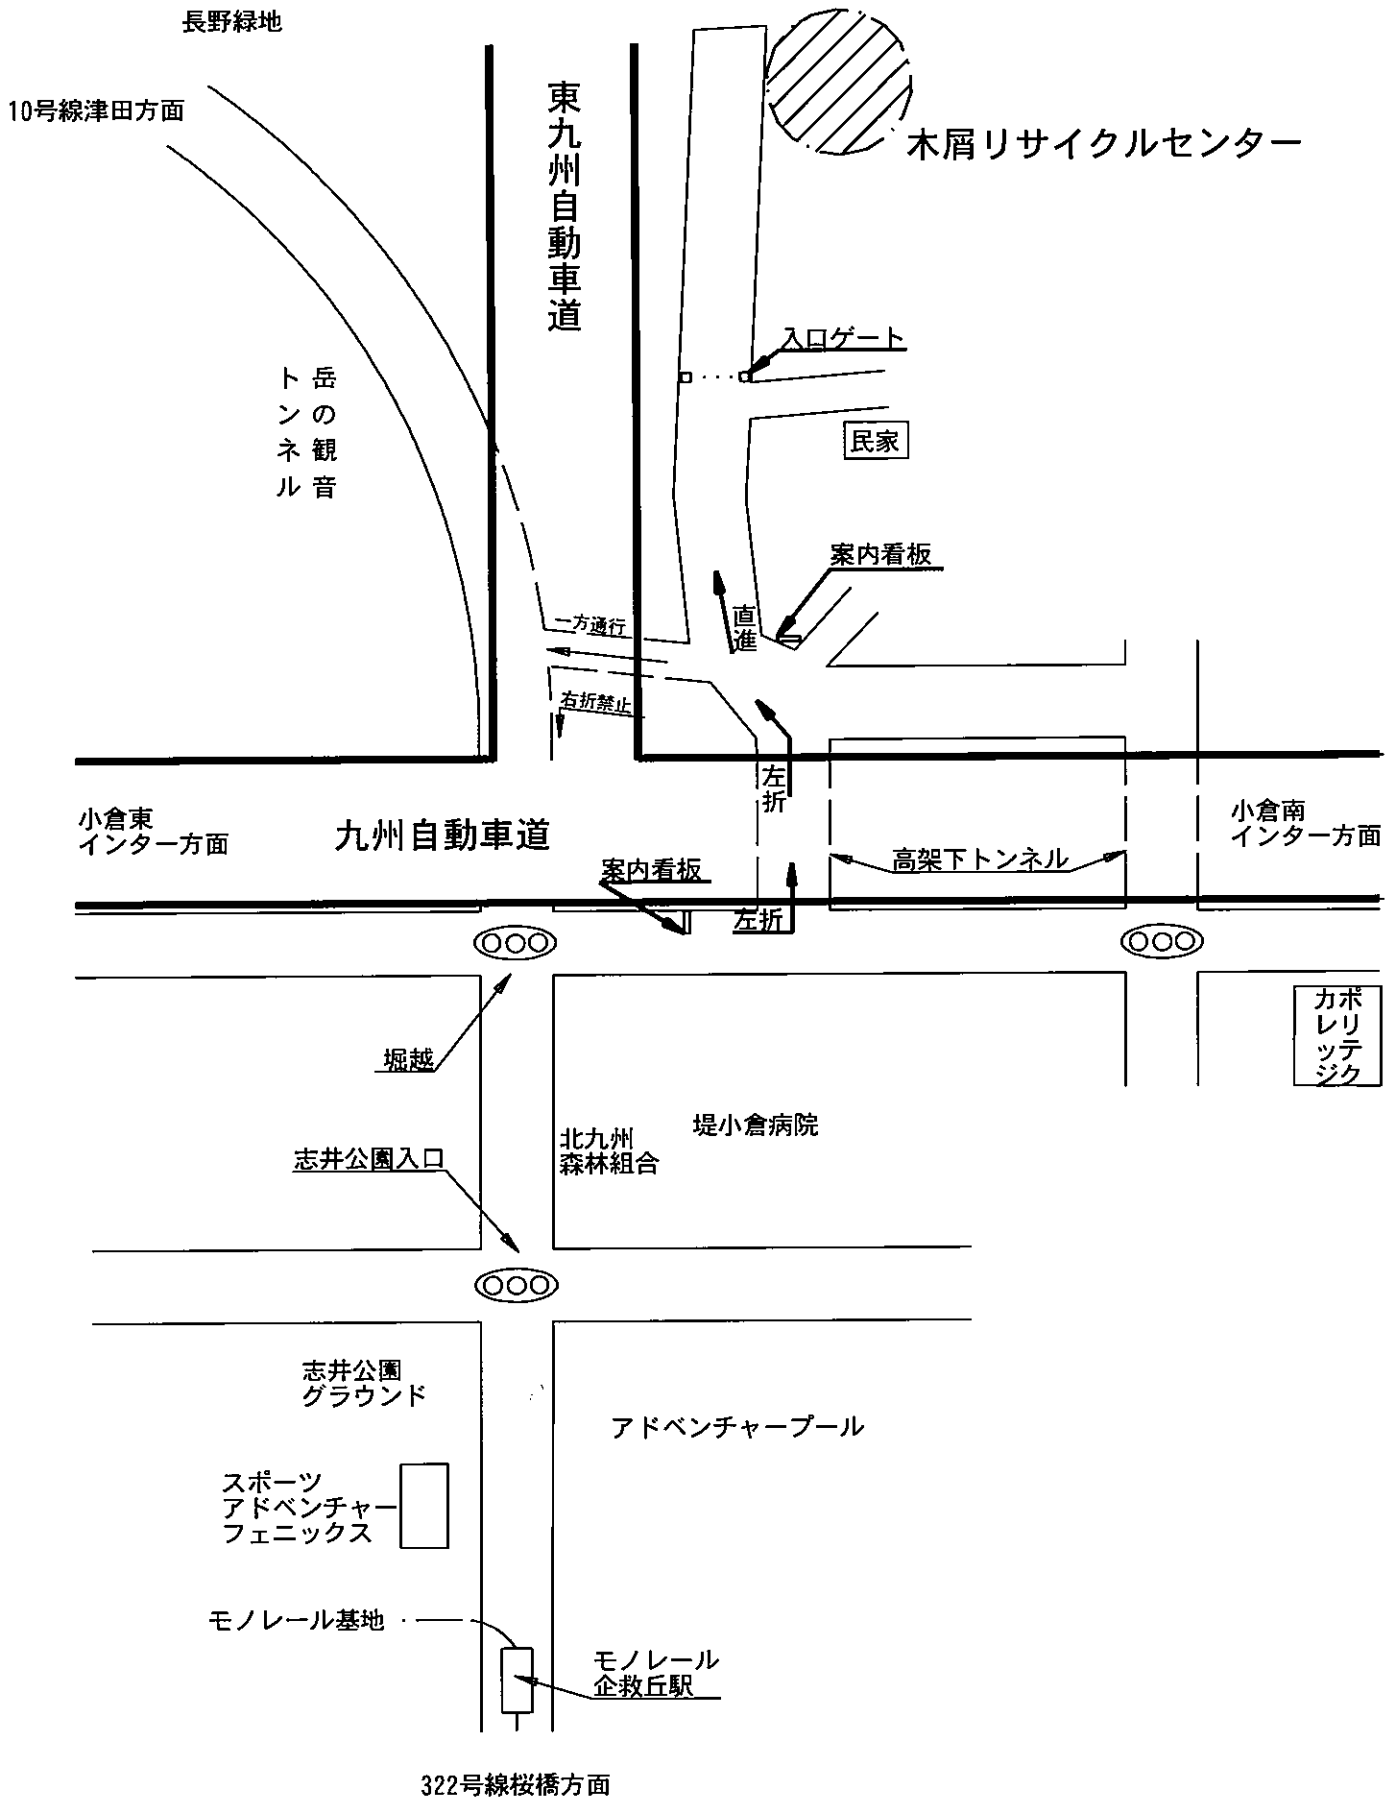 長野緑地
10号線津田方面
東九州自動車道
木屑リサイクルセンター
入口ゲート
岳の観音
トンネル
民家
案内看板
直進
一方通行
右折禁止
左折
小倉東
インター方面
九州自動車道
小倉南
インター方面
高架下トンネル
案内看板
左折
ポリテク
カレッジ
堀越
堤小倉病院
北九州
森林組合
志井公園入口
志井公園
グラウンド
アドベンチャープール
スポーツ
アドベンチャー
フェニックス
モノレール基地
モノレール
企救丘駅
322号線桜橋方面